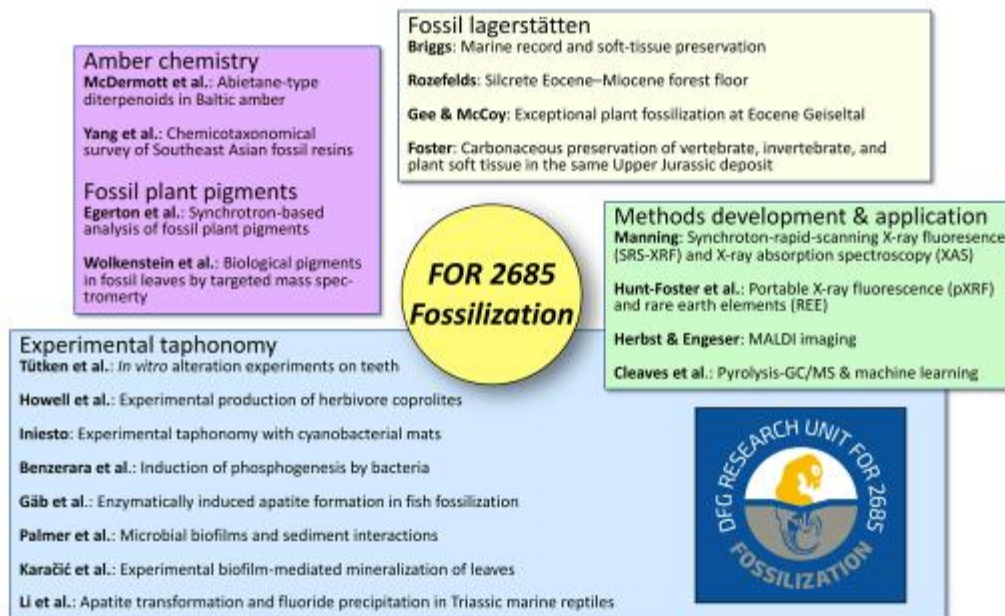 Amber chemistry
McDermott et al.: Abietane-type
diterpenoids in Baltic amber
Yang et al.: Chemicotaxonomical
survey of Southeast Asian fossil resins
Fossil plant pigments
Egerton et al.: Synchrotron-based
analysis of fossil plant pigments
Wolkenstein et al.: Biological pigments
in fossil leaves by targeted mass spec-
tromerty
Fossil lagerstätten
Briggs: Marine record and soft-tissue preservation
Rozefelds: Silcrete Eocene–Miocene forest floor
Gee & McCoy: Exceptional plant fossilization at Eocene Geiseltal
Foster: Carbonaceous preservation of vertebrate, invertebrate, and
plant soft tissue in the same Upper Jurassic deposit
Methods development & application
Manning: Synchroton-rapid-scanning X-ray fluoresence
(SRS-XRF) and X-ray absorption spectroscopy (XAS)
Hunt-Foster et al.: Portable X-ray fluorescence (pXRF)
and rare earth elements (REE)
Herbst & Engeser: MALDI imaging
Cleaves et al.: Pyrolysis-GC/MS & machine learning
FOR 2685
Fossilization
Experimental taphonomy
Tütken et al.: In vitro alteration experiments on teeth
Howell et al.: Experimental production of herbivore coprolites
Iniesto: Experimental taphonomy with cyanobacterial mats
Benzerara et al.: Induction of phosphogenesis by bacteria
Gäb et al.: Enzymatically induced apatite formation in fish fossilization
Palmer et al.: Microbial biofilms and sediment interactions
Karačić et al.: Experimental biofilm-mediated mineralization of leaves
Li et al.: Apatite transformation and fluoride precipitation in Triassic marine reptiles
DFG RESEARCH UNIT FOR 2685
FOSSILIZATION